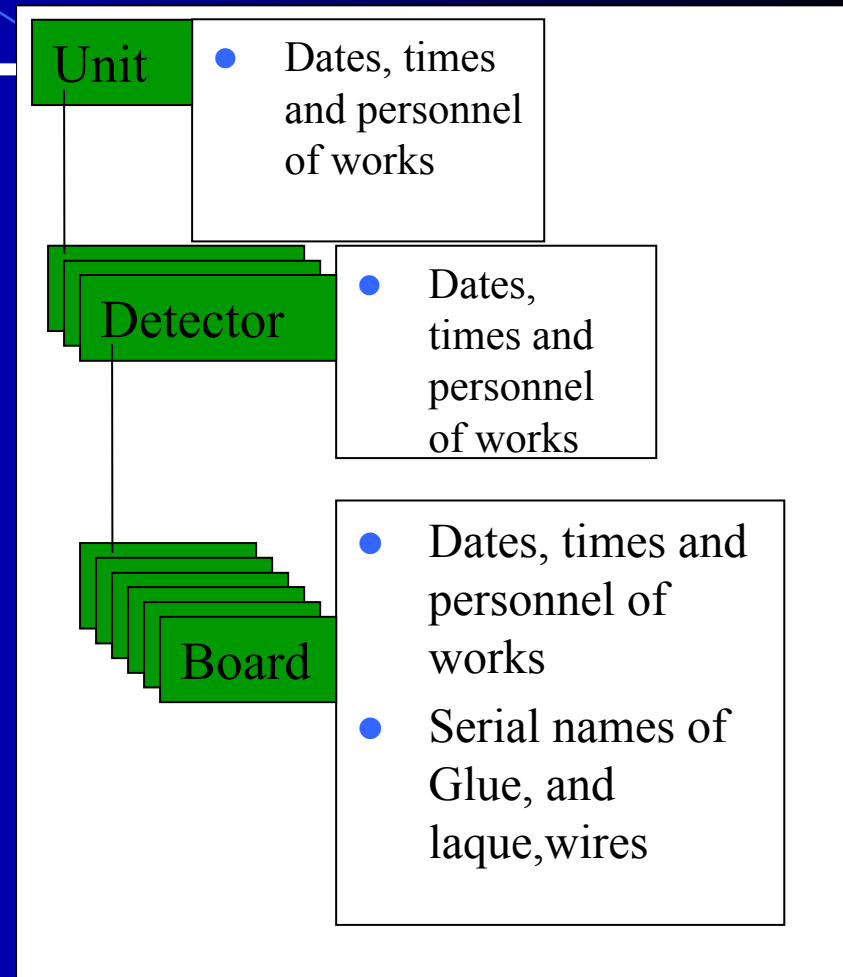 Unit
Dates, times
and personnel
of works
Detector
Dates,
times and
personnel
of works
Board
Dates, times and
personnel of
works
Serial names of
Glue, and
laque,wires